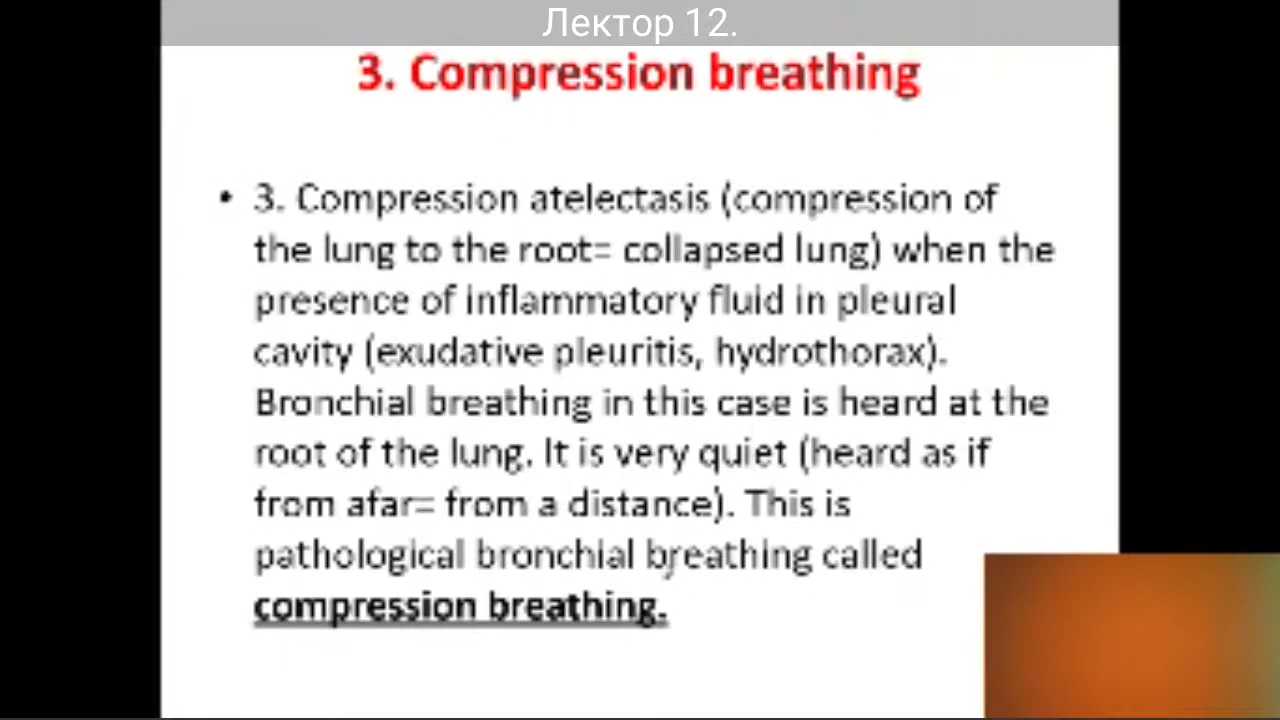 Лектор 12.
3. Compression breathing
• 3. Compression atelectasis (compression of
the lung to the root= collapsed lung) when the
presence of inflammatory fluid in pleural
cavity (exudative pleuritis, hydrothorax).
Bronchial breathing in this case is heard at the
root of the lung. It is very quiet (heard as if
from afar= from a distance). This is
pathological bronchial breathing called
compression breathing.